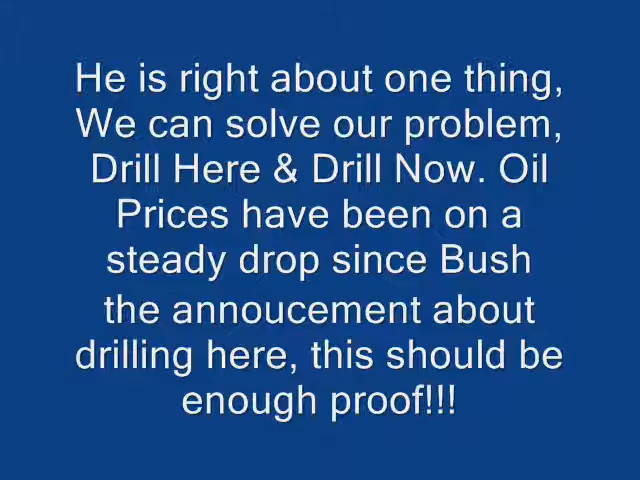 He is right about one thing,
We can solve our problem,
Drill Here & Drill Now. Oil
Prices have been on a
steady drop since Bush
the annoucement about
drilling here, this should be
enough proof!!!